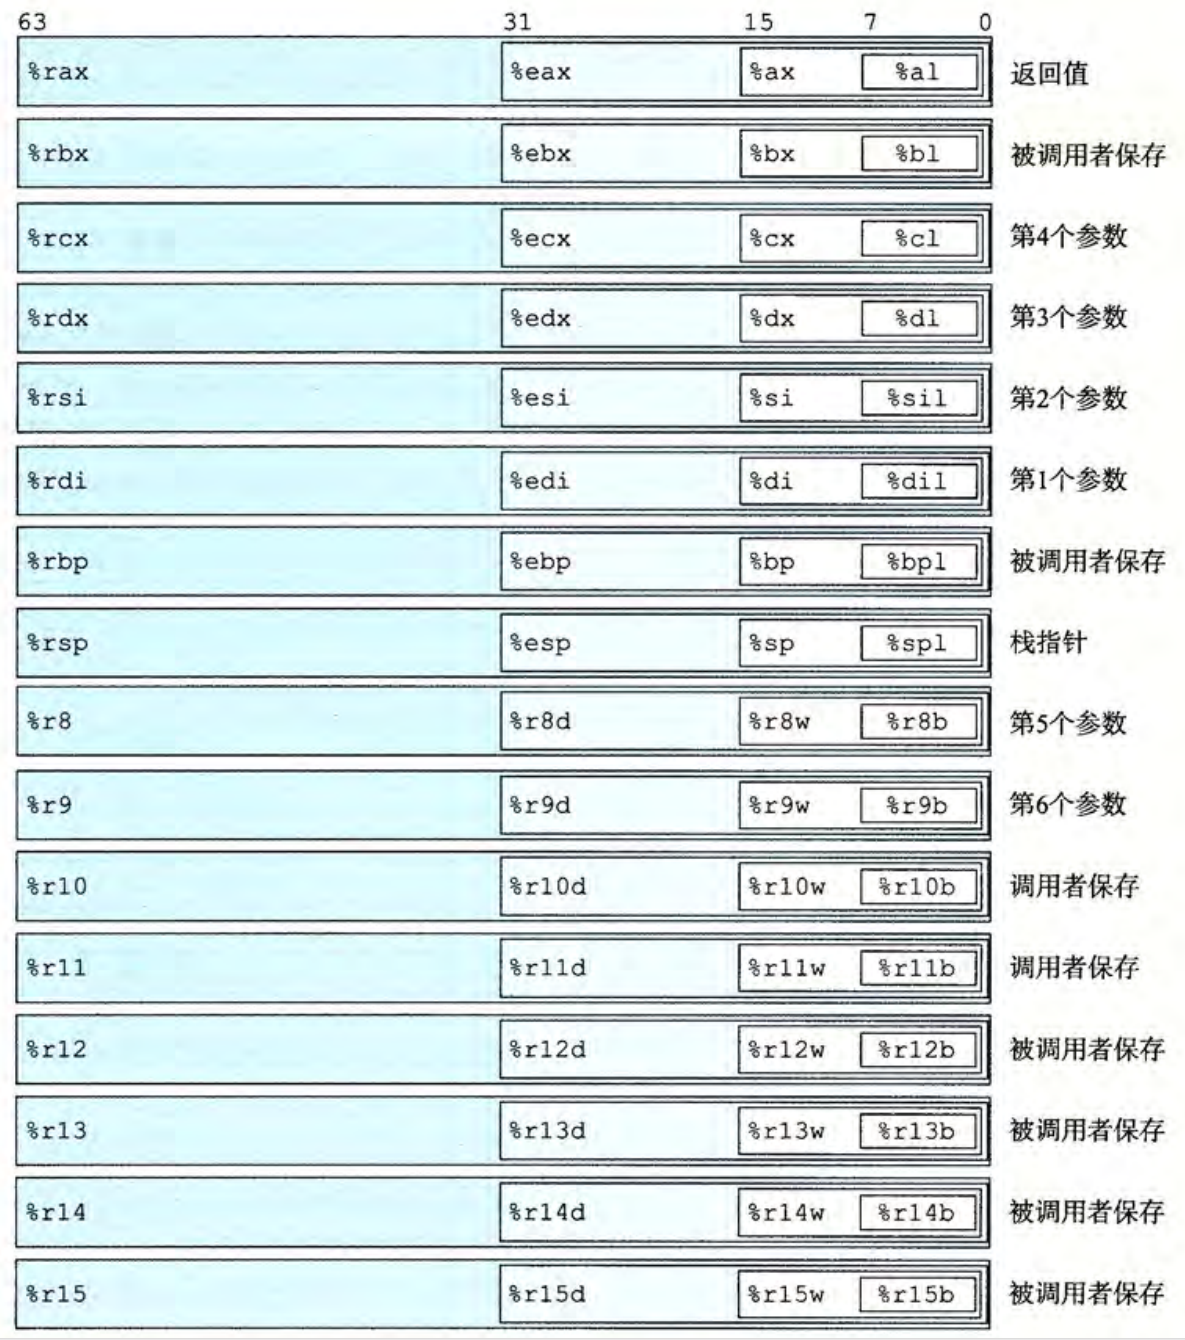 63 31 15 7 0
%rax %eax %ax %al 返回值
%rbx %ebx %bx %bl 被调用者保存
%rcx %ecx %cx %cl 第4个参数
%rdx %edx %dx %dl 第3个参数
%rsi %esi %si %sil 第2个参数
%rdi %edi %di %dil 第1个参数
%rbp %ebp %bp %bpl 被调用者保存
%rsp %esp %sp %spl 栈指针
%r8 %r8d %r8w %r8b 第5个参数
%r9 %r9d %r9w %r9b 第6个参数
%r10 %r10d %r10w %r10b 调用者保存
%r11 %r11d %r11w %r11b 调用者保存
%r12 %r12d %r12w %r12b 被调用者保存
%r13 %r13d %r13w %r13b 被调用者保存
%r14 %r14d %r14w %r14b 被调用者保存
%r15 %r15d %r15w %r15b 被调用者保存